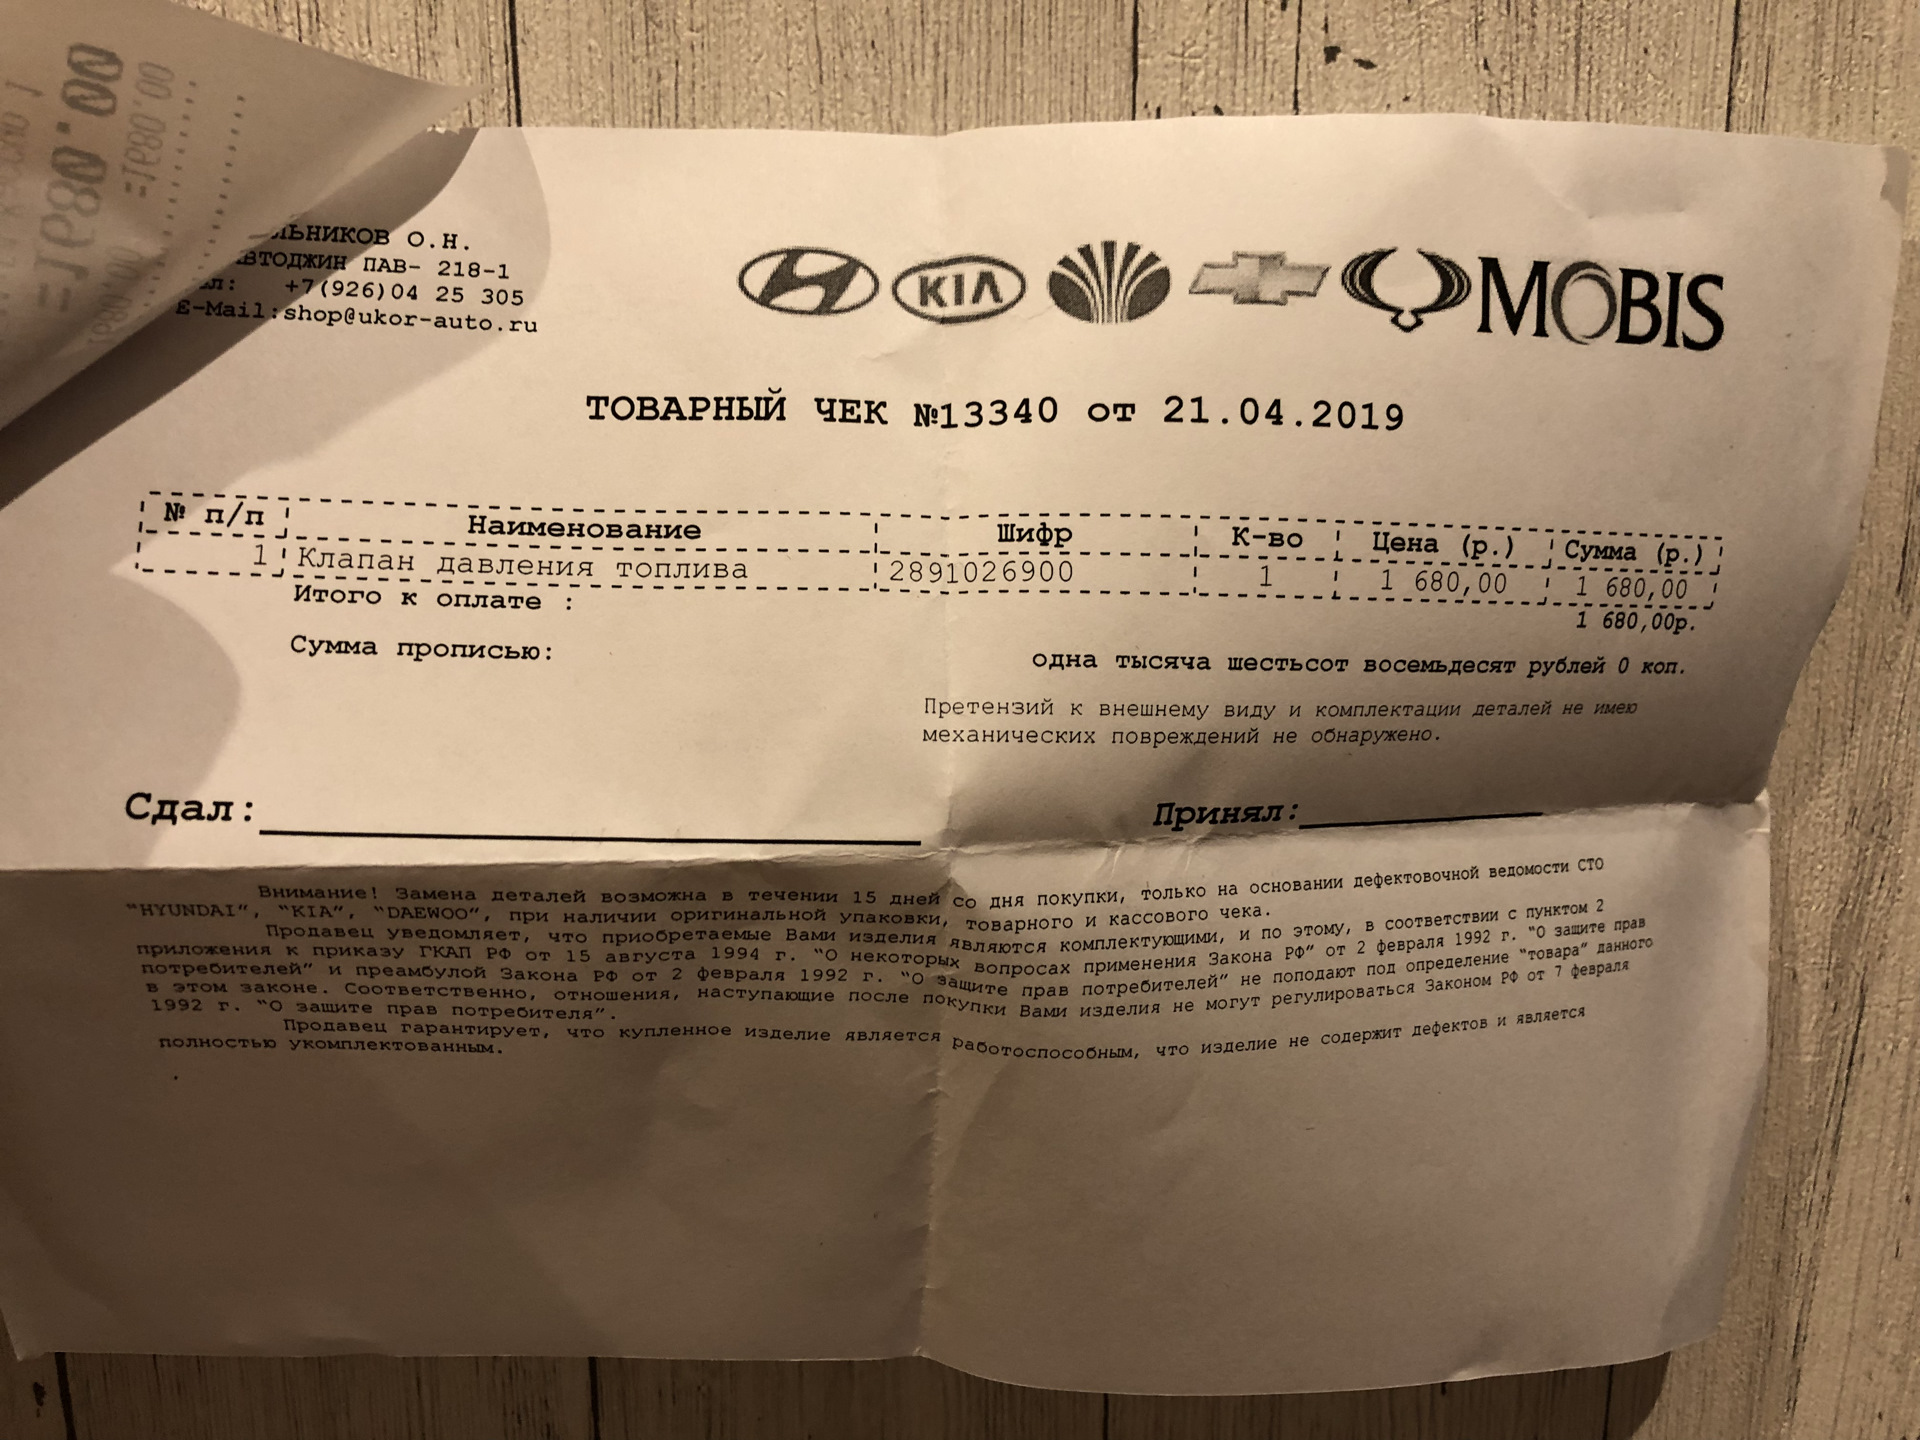 =1680.00
=1680.00
О.Н.
ПАВ- 218-1
+7(926)04 25 305
E-Mail:shop@ukor-auto.ru
KIA
MOBIS
ТОВАРНЫЙ ЧЕК №13340 от 21.04.2019
№ п/п Наименование Шифр К-во Цена (р.) Сумма (р.)
1 Клапан давления топлива 2891026900 1 1 680,00 1 680,00
Итого к оплате : 1 680,00р.
Сумма прописью: одна тысяча шестьсот восемьдесят рублей 0 коп.
Претензий к внешнему виду и комплектации деталей не имею
механических повреждений не обнаружено.
Сдал: Принял:
Внимание! Замена деталей возможна в течении 15 дней со дня покупки, только на основании дефектовочной ведомости СТО
"HYUNDAI", "KIA", "DAEWOO", при наличии оригинальной упаковки, товарного и кассового чека.
Продавец уведомляет, что приобретаемые Вами изделия являются комплектующими, и по этому, в соответствии с пунктом 2
приложения к приказу ГКАП РФ от 15 августа 1994 г. "О некоторых вопросах применения Закона РФ" от 2 февраля 1992 г. "О защите прав
потребителей" и преамбулой Закона РФ от 2 февраля 1992 г. "О защите прав потребителей" не поподают под определение "товара" данного
в этом законе. Соответственно, отношения, наступающие после покупки Вами изделия не могут регулироваться Законом РФ от 7 февраля
1992 г. "О защите прав потребителя".
Продавец гарантирует, что купленное изделие является работоспособным, что изделие не содержит дефектов и является
полностью укомплектованным.